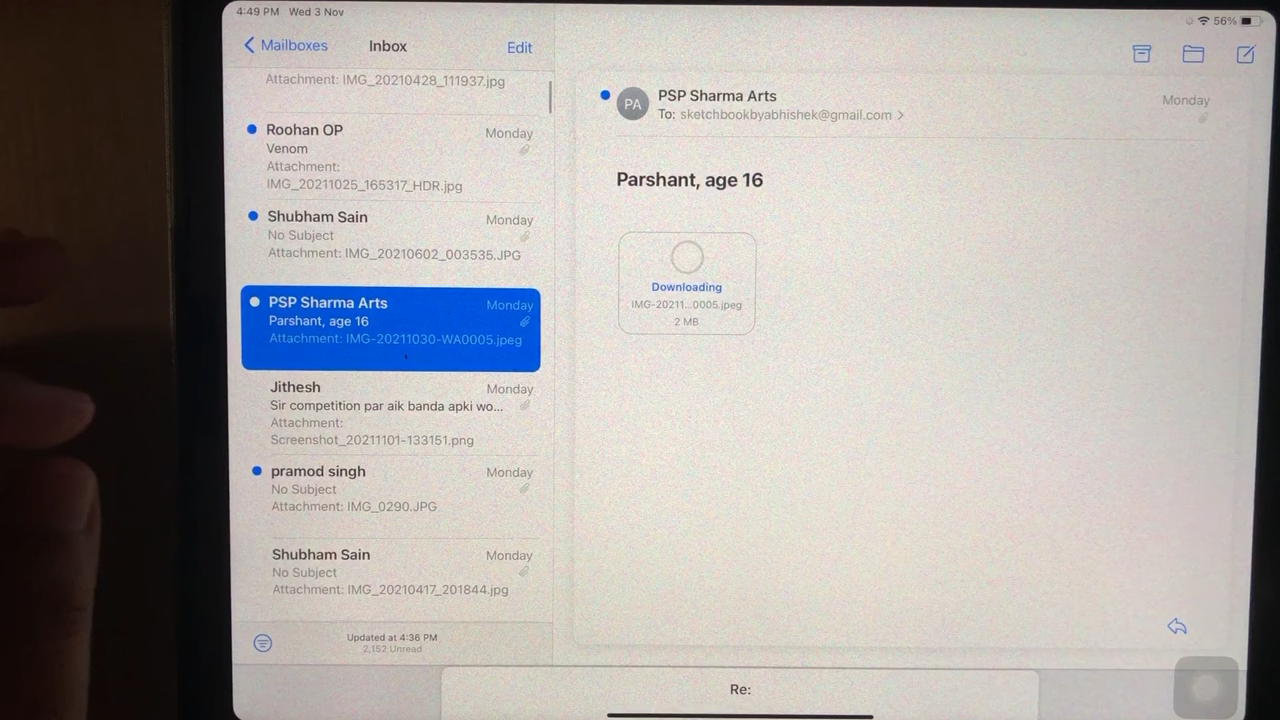 4:49 PM Wed 3 Nov
56%
Mailboxes
Inbox
Edit
Attachment: IMG_20210428_111937.jpg
Roohan OP
Monday
Venom
Attachment:
IMG_20211025_165317_HDR.jpg
Shubham Sain
Monday
No Subject
Attachment: IMG_20210602_003535.JPG
PSP Sharma Arts
Monday
Parshant, age 16
Attachment: IMG-20211030-WA0005.jpeg
Jithesh
Monday
Sir competition par aik banda apki wo...
Attachment:
Screenshot_20211101-133151.png
pramod singh
Monday
No Subject
Attachment: IMG_0290.JPG
Shubham Sain
Monday
No Subject
Attachment: IMG_20210417_201844.jpg
Updated at 4:36 PM
2,152 Unread
PA
PSP Sharma Arts
Monday
To: sketchbookbyabhishek@gmail.com
Parshant, age 16
Downloading
IMG-20211...0005.jpeg
2 MB
Re: